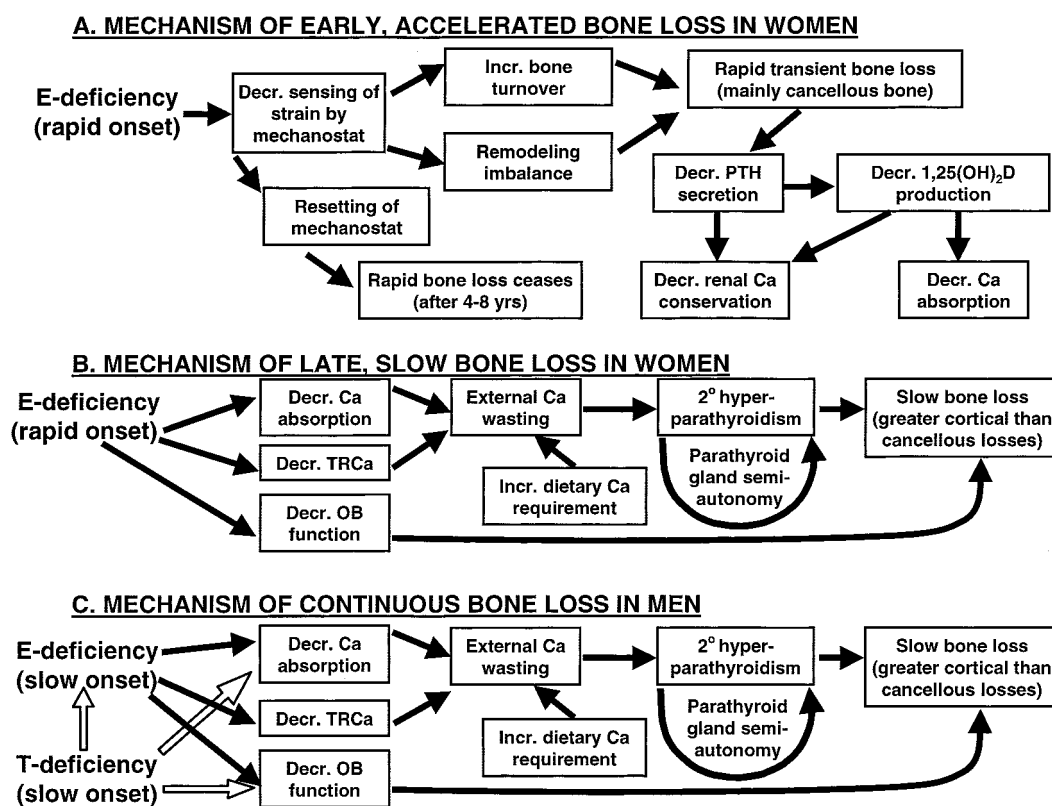 A. MECHANISM OF EARLY, ACCELERATED BONE LOSS IN WOMEN
E-deficiency
(rapid onset)
Decr. sensing of
strain by
mechanostat
Incr. bone
turnover
Remodeling
imbalance
Rapid transient bone loss
(mainly cancellous bone)
Resetting of
mechanostat
Rapid bone loss ceases
(after 4-8 yrs)
Decr. PTH
secretion
Decr. 1,25(OH)₂D
production
Decr. renal Ca
conservation
Decr. Ca
absorption
B. MECHANISM OF LATE, SLOW BONE LOSS IN WOMEN
E-deficiency
(rapid onset)
Decr. Ca
absorption
Decr. TRCa
Decr. OB
function
External Ca
wasting
Incr. dietary Ca
requirement
2° hyper-
parathyroidism
Parathyroid
gland semi-
autonomy
Slow bone loss
(greater cortical than
cancellous losses)
C. MECHANISM OF CONTINUOUS BONE LOSS IN MEN
E-deficiency
(slow onset)
T-deficiency
(slow onset)
Decr. Ca
absorption
Decr. TRCa
Decr. OB
function
External Ca
wasting
Incr. dietary Ca
requirement
2° hyper-
parathyroidism
Parathyroid
gland semi-
autonomy
Slow bone loss
(greater cortical than
cancellous losses)